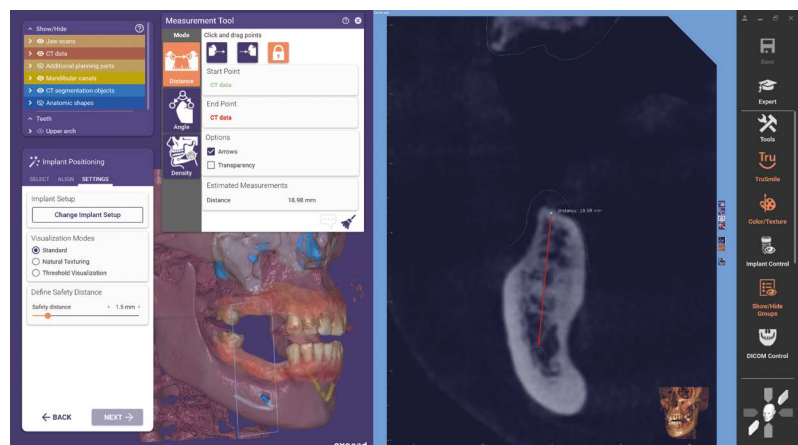 Show/Hide
Jaw scans
CT data
Additional planning parts
Mandibular canals
CT segmentation objects
Anatomic shapes
Teeth
Upper arch
Implant Positioning
SELECT ALIGN SETTINGS
Implant Setup
Change Implant Setup
Visualization Modes
Standard
Natural Texturing
Threshold Visualization
Define Safety Distance
Safety distance 1.5 mm
BACK NEXT
Measurement Tool
Mode
Click and drag points
Distance
Angle
Density
Start Point
CT data
End Point
CT data
Options
Arrows
Transparency
Estimated Measurements
Distance 18.98 mm
Distance: 18.98 mm
Save
Expert
Tools
Tru
TruSmile
Color/Texture
Implant Control
Show/Hide
Groups
DICOM Control